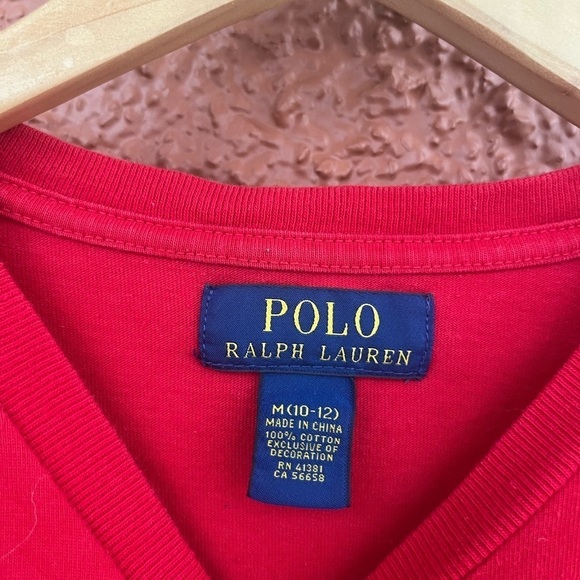 POLO
RALPH LAUREN
M(10-12)
MADE IN CHINA
100% COTTON
EXCLUSIVE OF
DECORATION
RN 41381
CA 56658